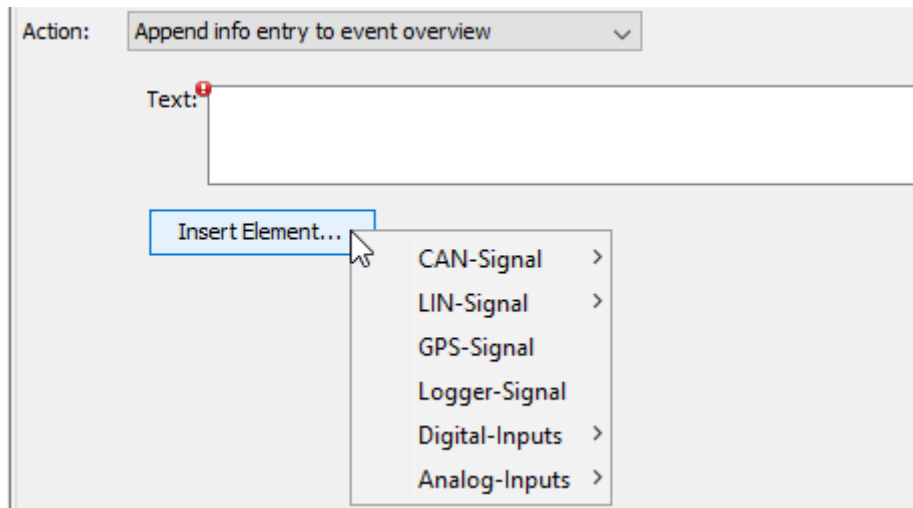 Action: Append info entry to event overview
Text:
Insert Element...
CAN-Signal
LIN-Signal
GPS-Signal
Logger-Signal
Digital-Inputs
Analog-Inputs